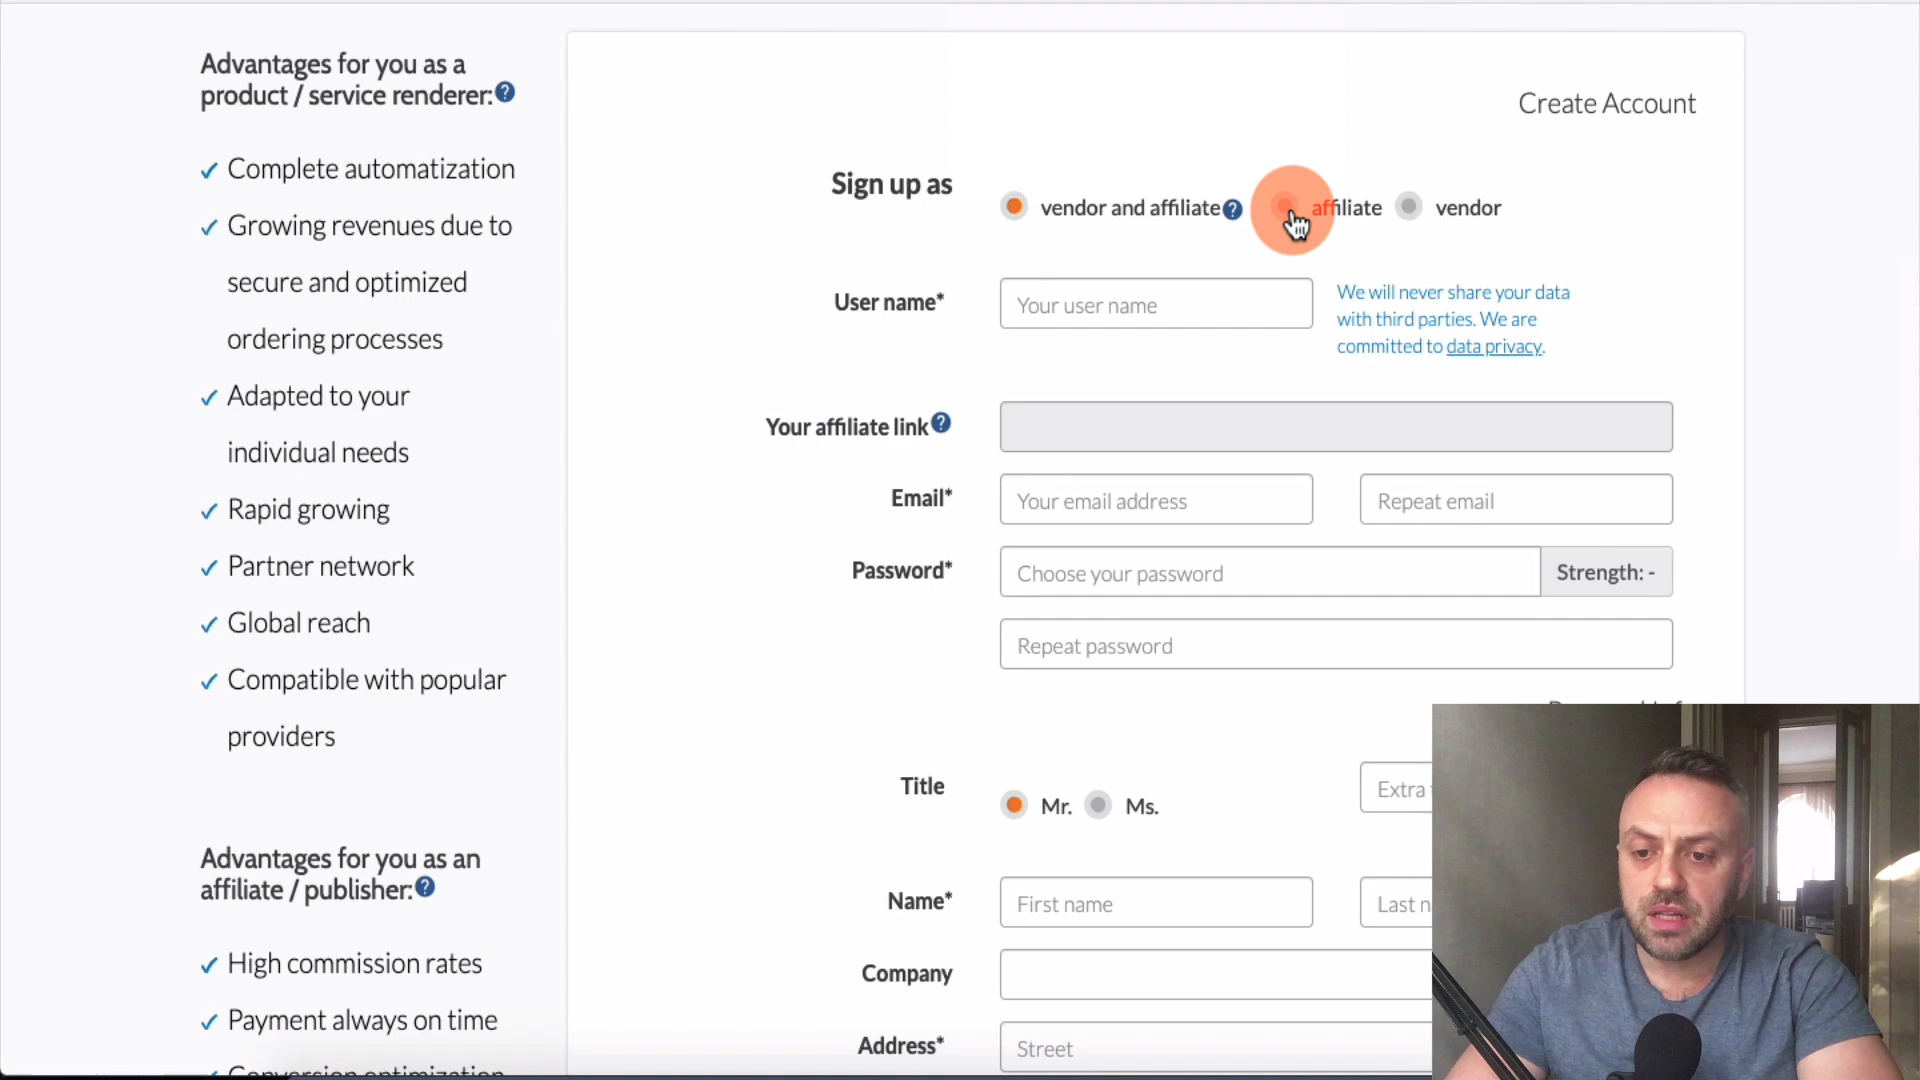 Advantages for you as a
product / service renderer:
Complete automatization
Growing revenues due to
secure and optimized
ordering processes
Adapted to your
individual needs
Rapid growing
Partner network
Global reach
Compatible with popular
providers
Advantages for you as an
affiliate / publisher:
High commission rates
Payment always on time
Conversion optimization
Create Account
Sign up as
vendor and affiliate ? affiliate vendor
User name* Your user name
We will never share your data
with third parties. We are
committed to data privacy.
Your affiliate link ?
Email* Your email address Repeat email
Password* Choose your password Strength: -
Repeat password
Title Mr. Ms. Extra
Name* First name Last n
Company
Address* Street